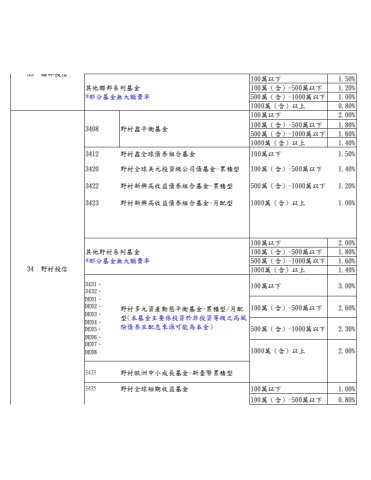 33 聯邦投信
其他聯邦系列基金
*部分基金無大額費率
100萬以下 1.50%
100萬（含）-500萬以下 1.20%
500萬（含）-1000萬以下 1.00%
1000萬（含）以上 0.80%
34 野村投信
3408 野村鑫平衡基金
100萬以下 2.00%
100萬（含）-500萬以下 1.80%
500萬（含）-1000萬以下 1.60%
1000萬（含）以上 1.40%
3412 野村鑫全球債券組合基金 100萬以下 1.50%
3420 野村全球美元投資級公司債基金-累積型 100萬（含）-500萬以下 1.40%
3422 野村新興高收益債券組合基金-累積型 500萬（含）-1000萬以下 1.20%
3423 野村新興高收益債券組合基金-月配型 1000萬（含）以上 1.00%
其他野村系列基金
*部分基金無大額費率
100萬以下 2.00%
100萬（含）-500萬以下 1.80%
500萬（含）-1000萬以下 1.60%
1000萬（含）以上 1.40%
3431、
3432、
DE01、
DE02、
DE03、
DE04、
DE05、
DE06、
DE07、
DE08
野村多元資產動態平衡基金-累積型/月配
型(本基金主要係投資於非投資等級之高風
險債券且配息來源可能為本金)
100萬以下 3.00%
100萬（含）-500萬以下 2.60%
500萬（含）-1000萬以下 2.30%
1000萬（含）以上 2.00%
3433 野村歐洲中小成長基金-新臺幣累積型
3435 野村全球短期收益基金 100萬以下 1.00%
100萬（含）-500萬以下 0.80%